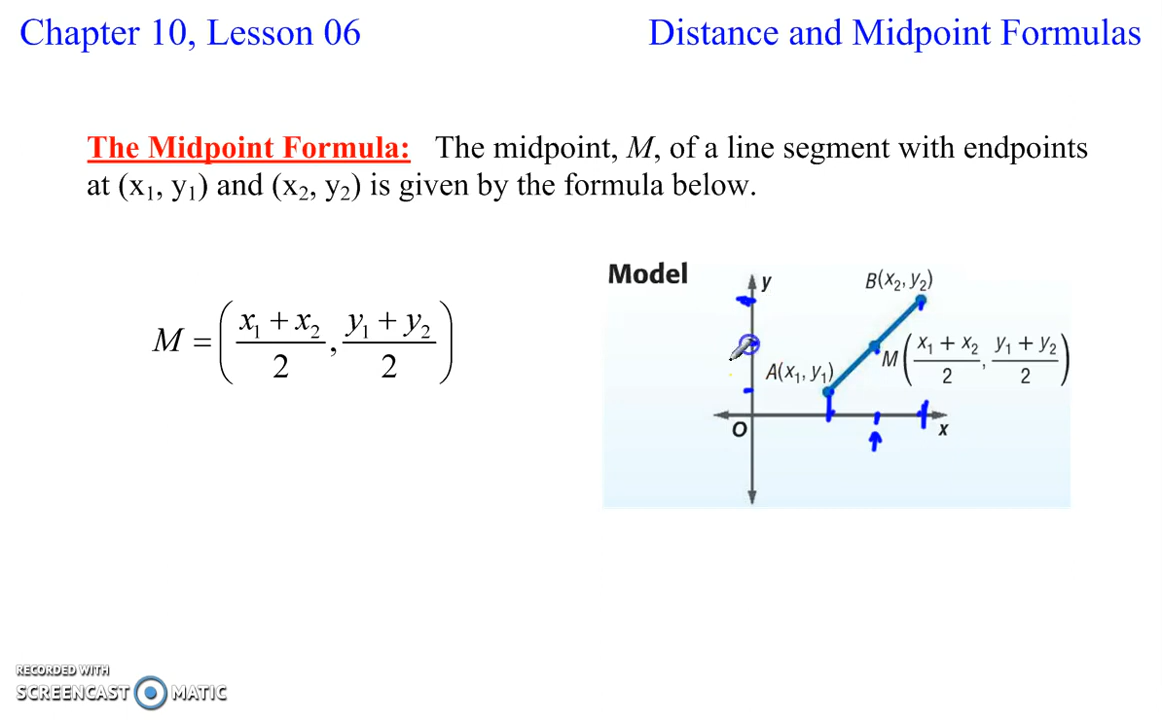 Chapter 10, Lesson 06
Distance and Midpoint Formulas
The Midpoint Formula: The midpoint, M, of a line segment with endpoints
at (x₁, y₁) and (x₂, y₂) is given by the formula below.
M = ( (x₁ + x₂)/2 , (y₁ + y₂)/2 )
Model
y
B(x₂, y₂)
M ( (x₁ + x₂)/2 , (y₁ + y₂)/2 )
A(x₁, y₁)
O
x
RECORDED WITH
SCREENCAST MATIC